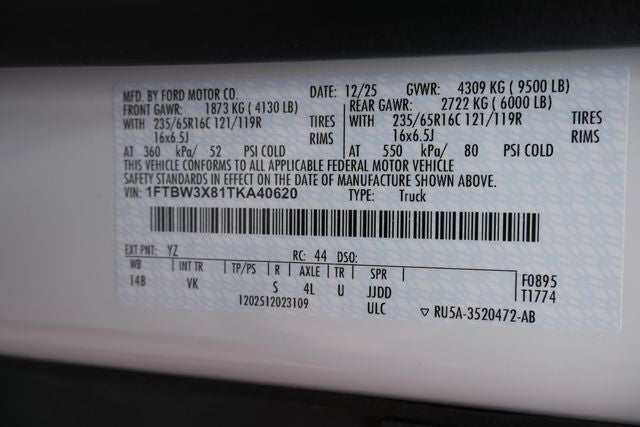 MFD. BY FORD MOTOR CO. DATE: 12/25 GVWR: 4309 KG ( 9500 LB)
FRONT GAWR: 1873 KG ( 4130 LB) REAR GAWR: 2722 KG ( 6000 LB)
WITH 235/65R16C 121/119R TIRES WITH 235/65R16C 121/119R TIRES
16x6.5J RIMS 16x6.5J RIMS
AT 360 kPa/ 52 PSI COLD AT 550 kPa/ 80 PSI COLD
THIS VEHICLE CONFORMS TO ALL APPLICABLE FEDERAL MOTOR VEHICLE
SAFETY STANDARDS IN EFFECT ON THE DATE OF MANUFACTURE SHOWN ABOVE.
VIN: 1FTBW3X81TKA40620 TYPE: Truck
EXT PNT: YZ RC: 44 DSO:
WB INT TR TP/PS R AXLE TR SPR F0895
148 VK S 4L U JJDD T1774
1202512023109 ULC ▽ RU5A-3520472-AB